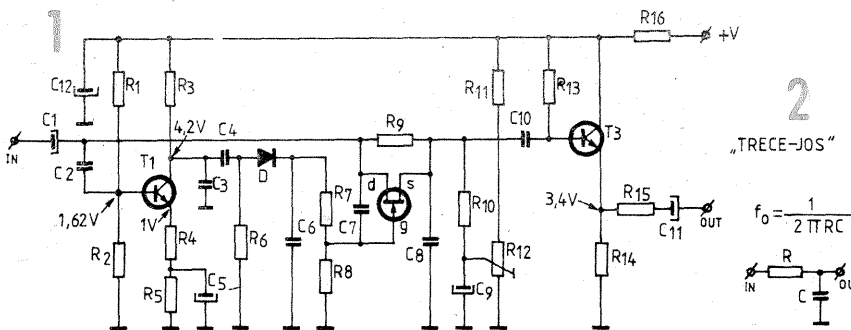 1
R16
+V
C12
R1
R3
R11
R13
2
C1
4,2V
C4
R9
C10
T3
„TRECE-JOS"
IN
C2
T1
D
d
s
C3
R7
C7
g
R10
3,4V
R15
1,62V
1V
C6
C8
R12
C11
OUT
f₀ = 1 / 2πRC
R2
R4
R6
R8
R14
R
R5
C5
C9
IN
C
OU